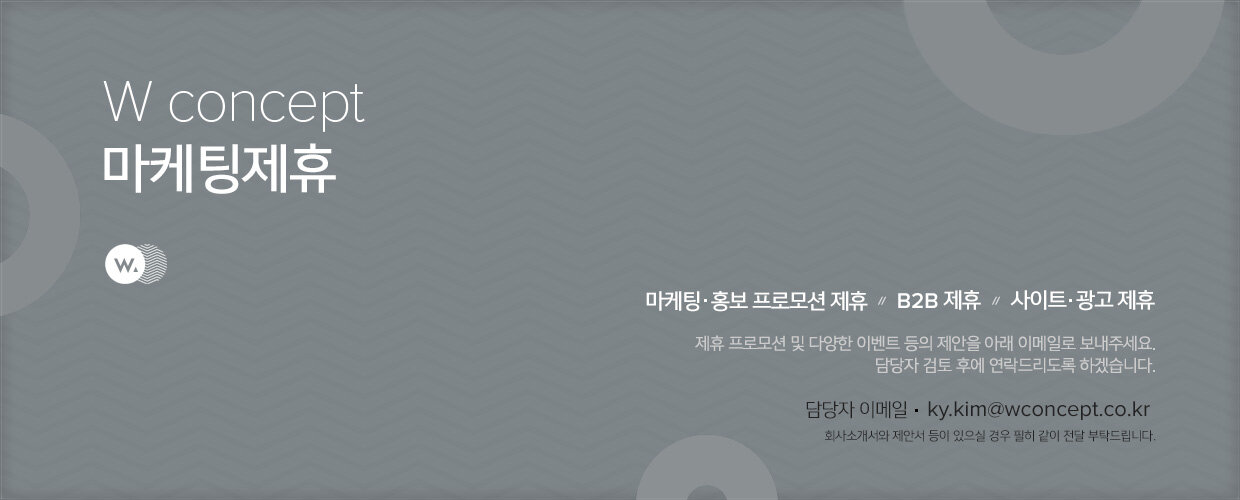 W concept
마케팅제휴
W.
마케팅·홍보 프로모션 제휴 // B2B 제휴 // 사이트·광고 제휴
제휴 프로모션 및 다양한 이벤트 등의 제안을 아래 이메일로 보내주세요.
담당자 검토 후에 연락드리도록 하겠습니다.
담당자 이메일 · ky.kim@wconcept.co.kr
회사소개서와 제안서 등이 있으실 경우 필히 같이 전달 부탁드립니다.